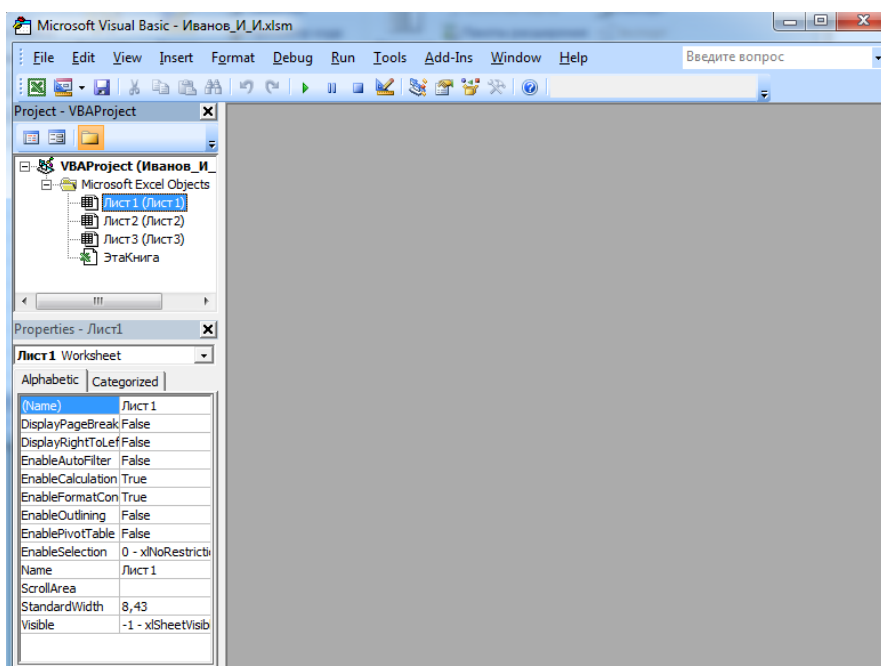 Microsoft Visual Basic - Иванов_И_И.xlsm
File Edit View Insert Format Debug Run Tools Add-Ins Window Help Введите вопрос
Project - VBAProject
VBAProject (Иванов_И_
Microsoft Excel Objects
Лист1 (Лист1)
Лист2 (Лист2)
Лист3 (Лист3)
ЭтаКнига
Properties - Лист1
Лист1 Worksheet
Alphabetic Categorized
(Name) Лист1
DisplayPageBreak False
DisplayRightToLef False
EnableAutoFilter False
EnableCalculation True
EnableFormatCon True
EnableOutlining False
EnablePivotTable False
EnableSelection 0 - xlNoRestrictio
Name Лист1
ScrollArea
StandardWidth 8,43
Visible -1 - xlSheetVisib